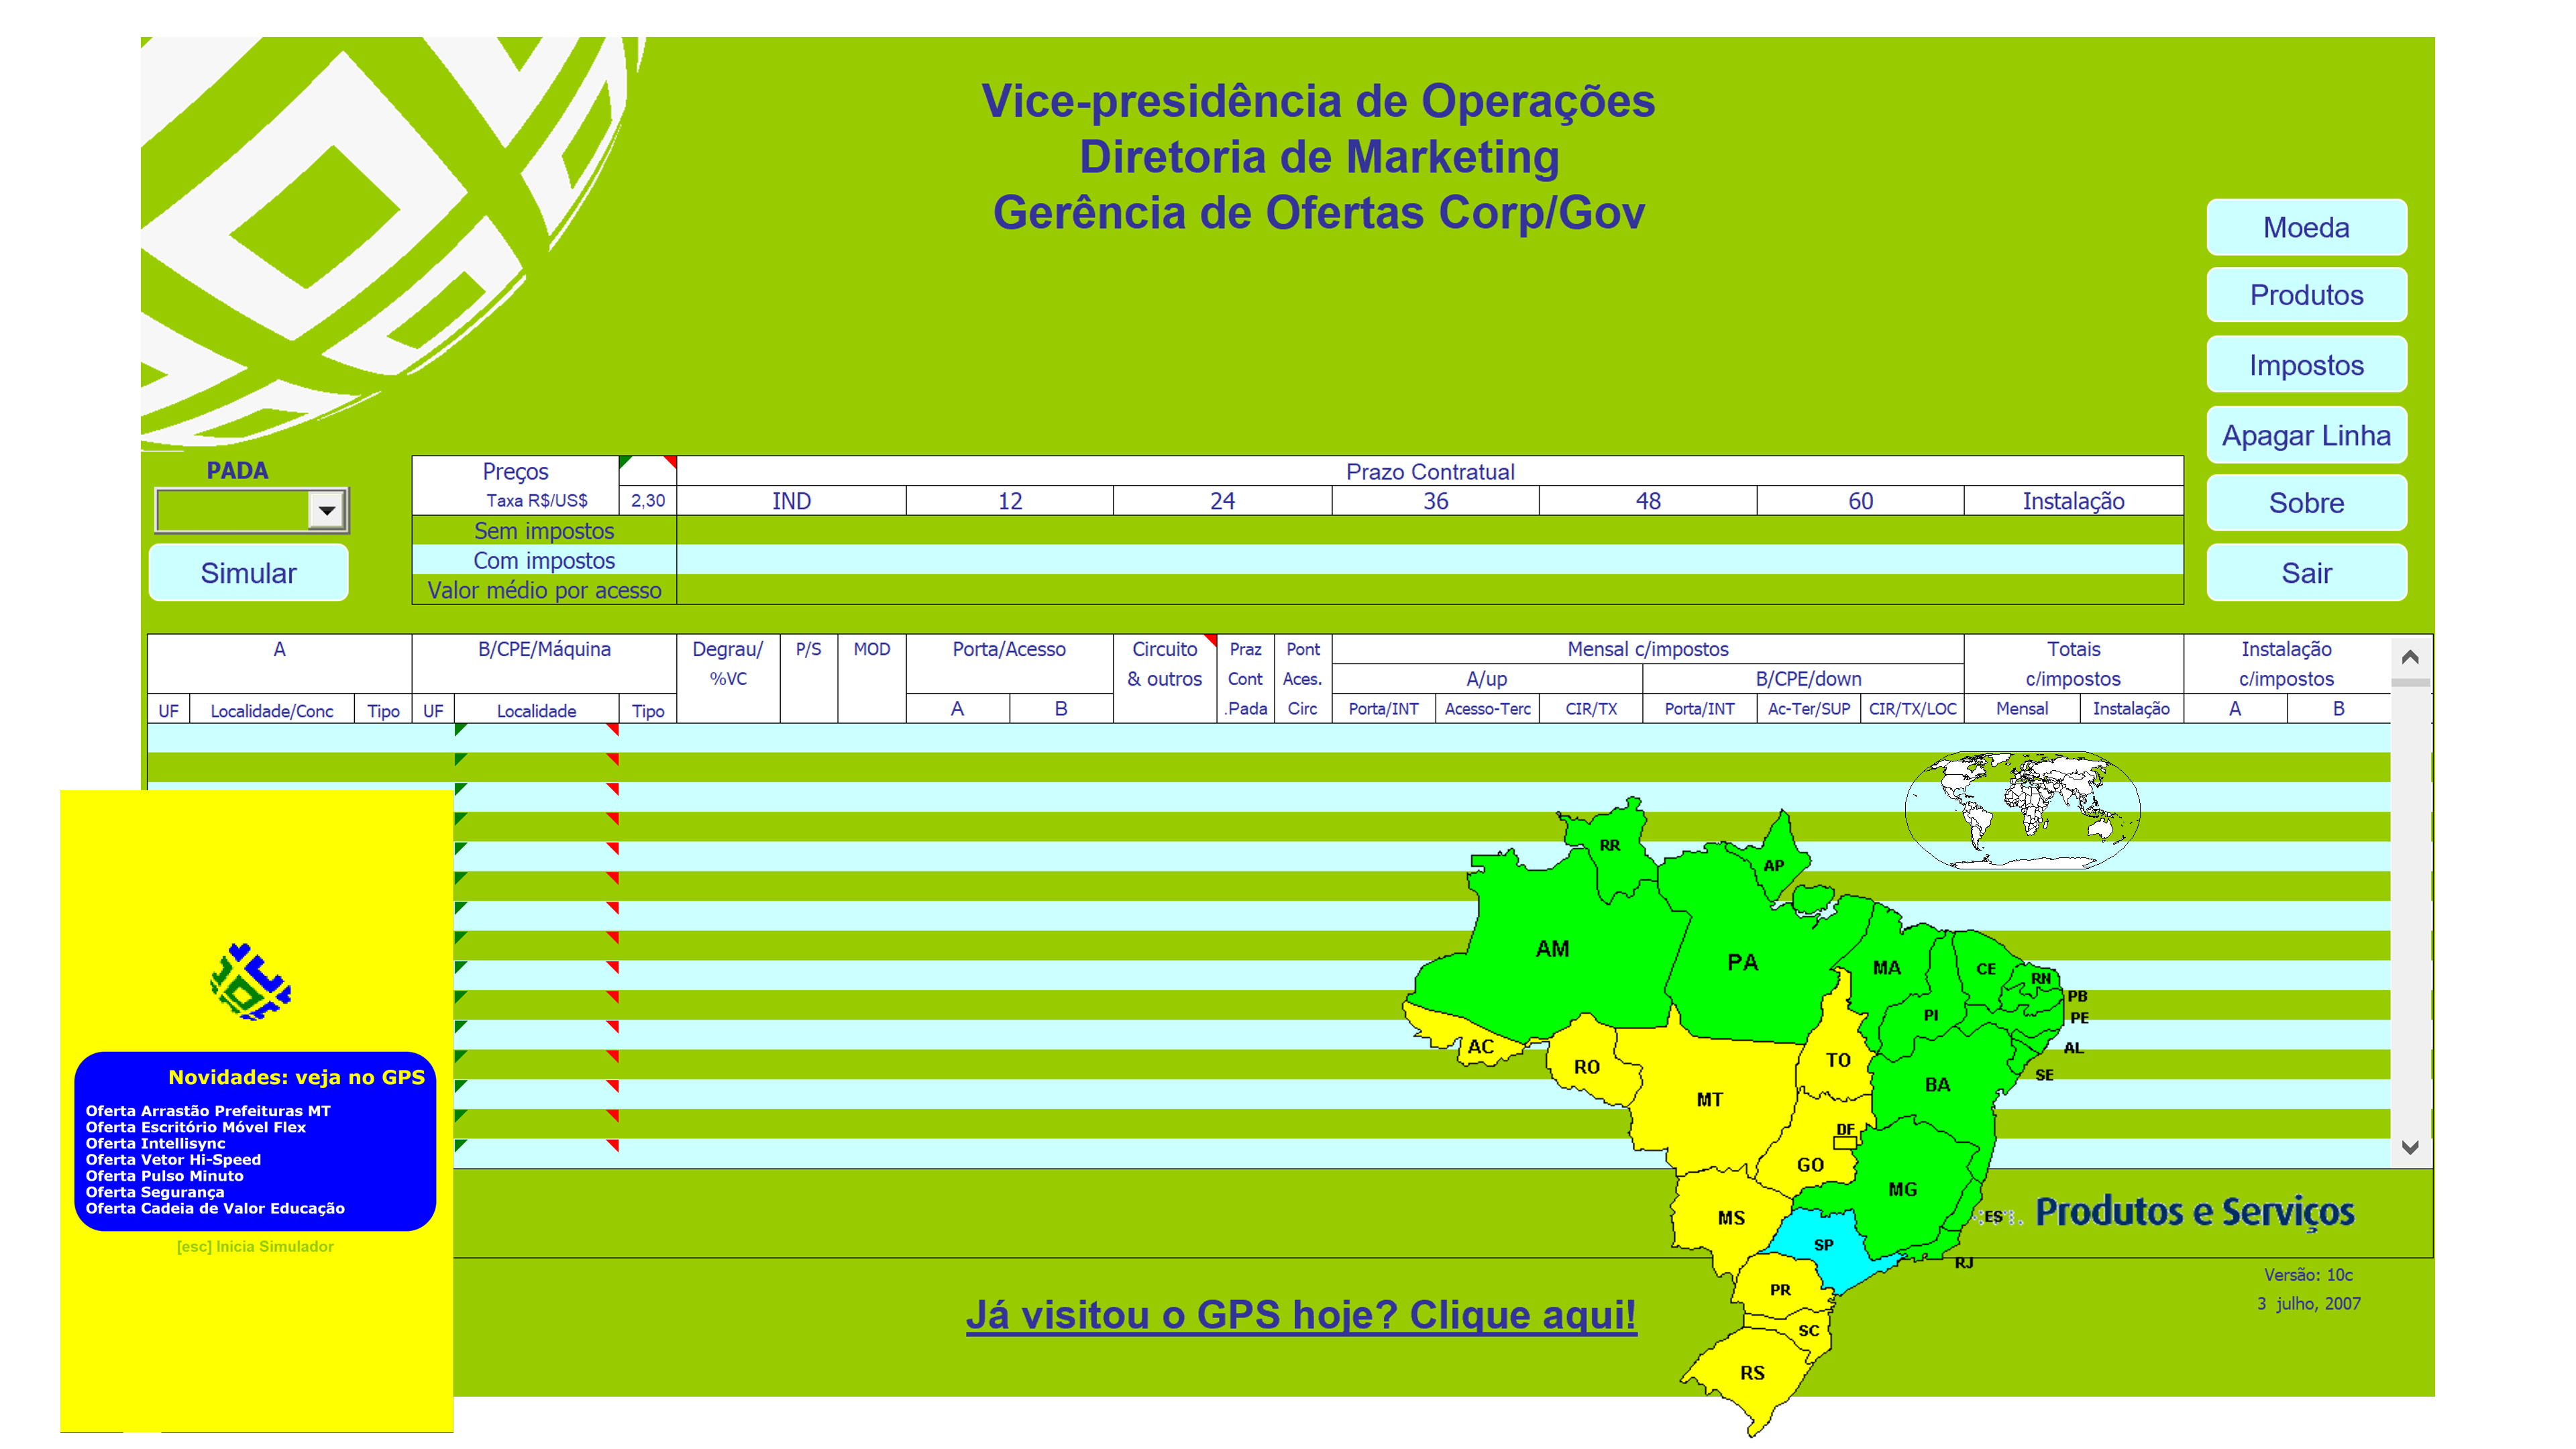 Vice-presidência de Operações
Diretoria de Marketing
Gerência de Ofertas Corp/Gov
Moeda
Produtos
Impostos
Apagar Linha
Sobre
Sair
PADA
Simular
Preços Prazo Contratual
Taxa R$/US$ 2,30 IND 12 24 36 48 60 Instalação
Sem impostos
Com impostos
Valor médio por acesso
A B/CPE/Máquina Degrau/ P/S MOD Porta/Acesso Circuito Praz Pont Mensal c/impostos Totais Instalação
%VC & outros Cont Aces. A/up B/CPE/down c/impostos c/impostos
UF Localidade/Conc Tipo UF Localidade Tipo A B .Pada Circ Porta/INT Acesso-Terc CIR/TX Porta/INT Ac-Ter/SUP CIR/TX/LOC Mensal Instalação A B
RR
AP
AM
PA
MA
CE
RN
PB
PI
PE
AC
AL
RO
TO
SE
BA
MT
DF
GO
MG
MS
ES
SP
RJ
PR
SC
RS
Novidades: veja no GPS
Oferta Arrastão Prefeituras MT
Oferta Escritório Móvel Flex
Oferta Intellisync
Oferta Vetor Hi-Speed
Oferta Pulso Minuto
Oferta Segurança
Oferta Cadeia de Valor Educação
[esc] Inicia Simulador
Produtos e Serviços
Versão: 10c
3 julho, 2007
Já visitou o GPS hoje? Clique aqui!